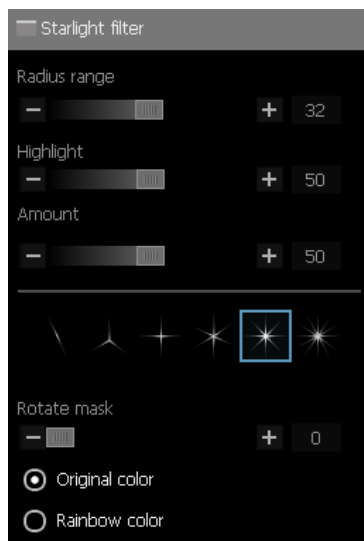 Starlight filter
Radius range
− + 32
Highlight
− + 50
Amount
− + 50
Rotate mask
− + 0
Original color
Rainbow color